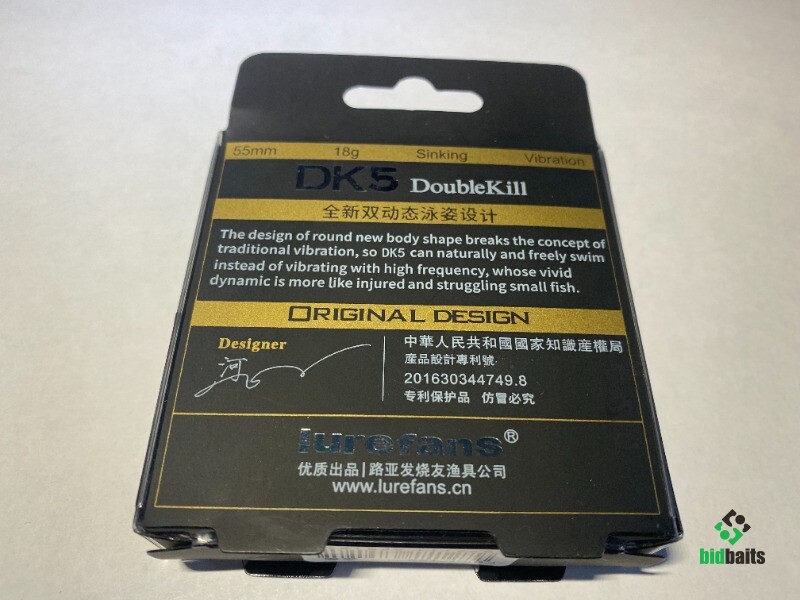 55mm 18g Sinking Vibration
DK5 DoubleKill
全新双动态泳姿设计
The design of round new body shape breaks the concept of
traditional vibration, so DK5 can naturally and freely swim
instead of vibrating with high frequency, whose vivid
dynamic is more like injured and struggling small fish.
ORIGINAL DESIGN
Designer
中華人民共和國國家知識産權局
産品設計專利號
201630344749.8
专利保护品 仿冒必究
lurefans®
优质出品|路亚发烧友渔具公司
www.lurefans.cn
bidbaits